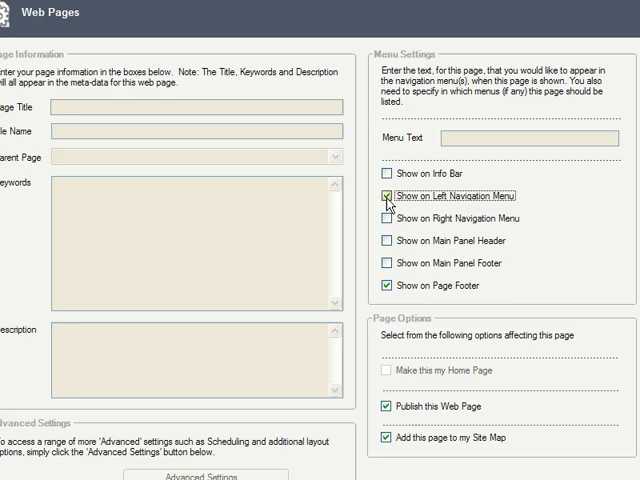 Web Pages
age Information
nter your page information in the boxes below. Note: The Title, Keywords and Description
ill all appear in the meta-data for this web page.
age Title
le Name
arent Page
eywords
escription
dvanced Settings
o access a range of more 'Advanced' settings such as Scheduling and additional layout
ptions, simply click the 'Advanced Settings' button below.
Advanced Settings
Menu Settings
Enter the text, for this page, that you would like to appear in
the navigation menu(s), when this page is shown. You also
need to specify in which menus (if any) this page should be
listed.
Menu Text
Show on Info Bar
Show on Left Navigation Menu
Show on Right Navigation Menu
Show on Main Panel Header
Show on Main Panel Footer
Show on Page Footer
Page Options
Select from the following options affecting this page
Make this my Home Page
Publish this Web Page
Add this page to my Site Map